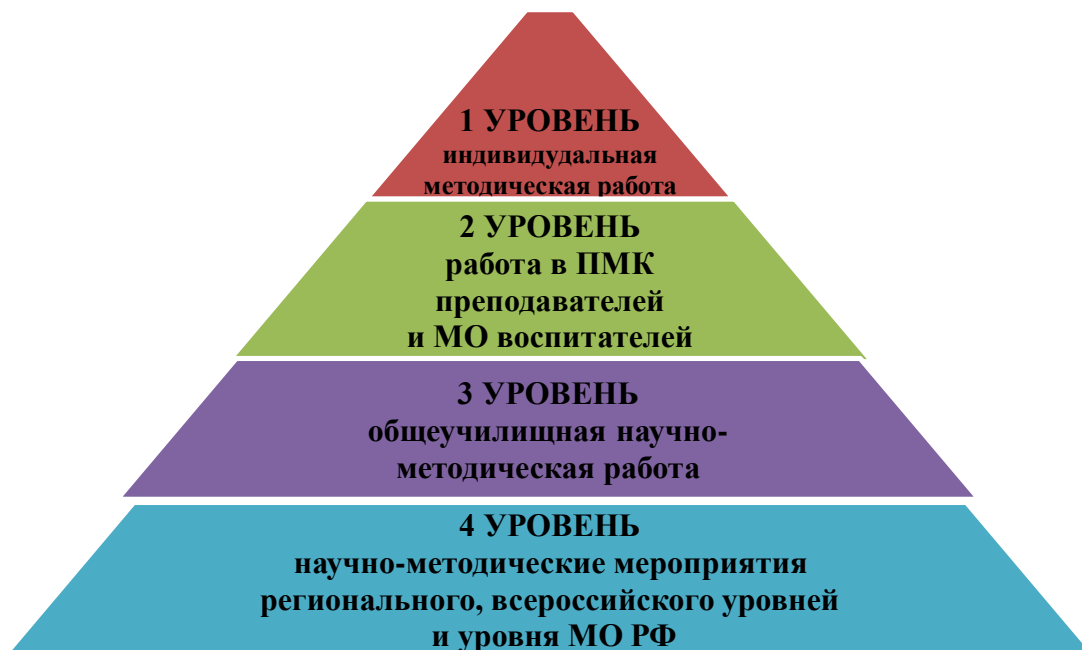 1 УРОВЕНЬ
индивидудальная
методическая работа
2 УРОВЕНЬ
работа в ПМК
преподавателей
и МО воспитателей
3 УРОВЕНЬ
общеучилищная научно-
методическая работа
4 УРОВЕНЬ
научно-методические мероприятия
регионального, всероссийского уровней
и уровня МО РФ